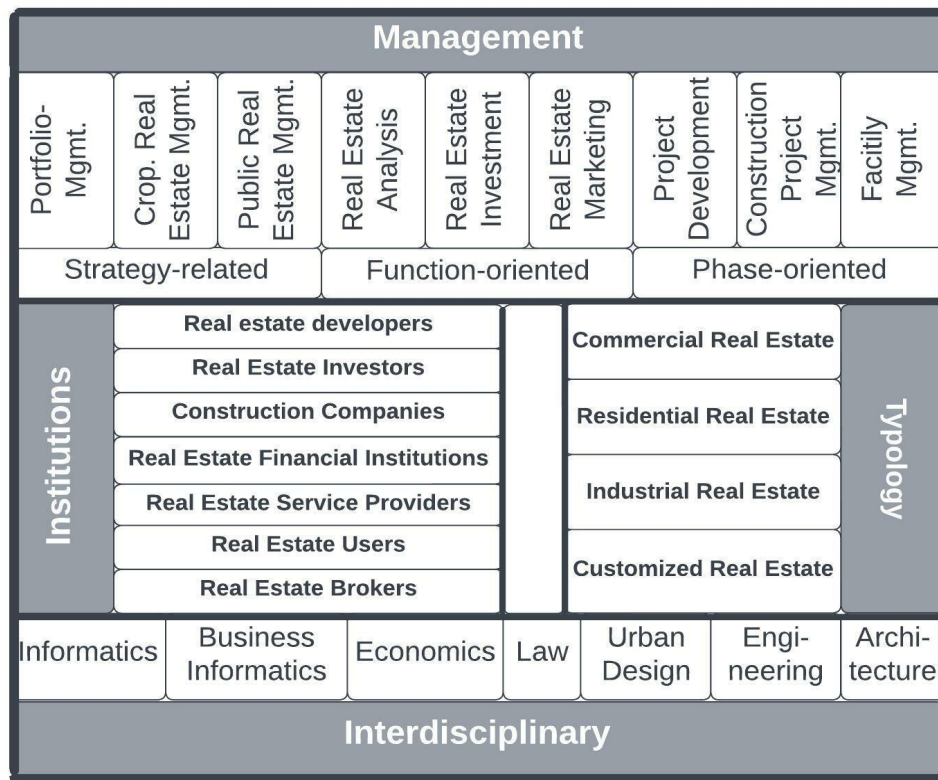 Management
Portfolio-
Mgmt.
Crop. Real
Estate Mgmt.
Public Real
Estate Mgmt.
Real Estate
Analysis
Real Estate
Investment
Real Estate
Marketing
Project
Development
Construction
Project
Mgmt.
Facitily
Mgmt.
Strategy-related
Function-oriented
Phase-oriented
Institutions
Real estate developers
Real Estate Investors
Construction Companies
Real Estate Financial Institutions
Real Estate Service Providers
Real Estate Users
Real Estate Brokers
Commercial Real Estate
Residential Real Estate
Industrial Real Estate
Customized Real Estate
Typology
Informatics
Business
Informatics
Economics
Law
Urban
Design
Engi-
neering
Archi-
tecture
Interdisciplinary